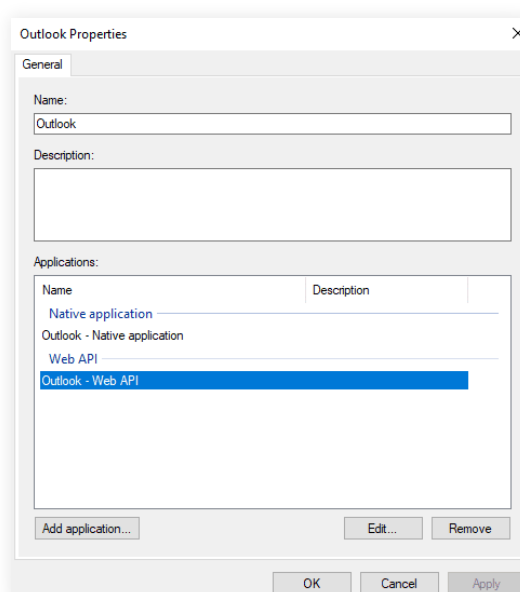 Outlook Properties
General
Name:
Outlook
Description:
Applications:
Name Description
Native application
Outlook - Native application
Web API
Outlook - Web API
Add application... Edit... Remove
OK Cancel Apply